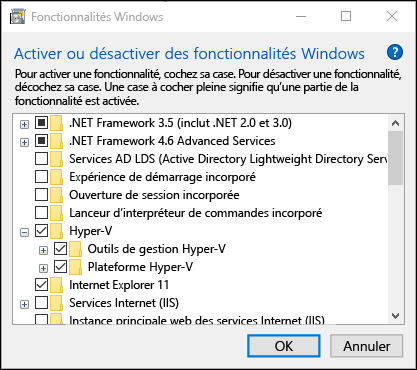 Fonctionnalités Windows
Activer ou désactiver des fonctionnalités Windows
?
Pour activer une fonctionnalité, cochez sa case. Pour désactiver une fonctionnalité,
décochez sa case. Une case à cocher pleine signifie qu'une partie de la
fonctionnalité est activée.
.NET Framework 3.5 (inclut .NET 2.0 et 3.0)
.NET Framework 4.6 Advanced Services
Services AD LDS (Active Directory Lightweight Directory Serv
Expérience de démarrage incorporé
Ouverture de session incorporée
Lanceur d'interpréteur de commandes incorporé
Hyper-V
Outils de gestion Hyper-V
Plateforme Hyper-V
Internet Explorer 11
Services Internet (IIS)
Instance principale web des services Internet (IIS)
OK
Annuler